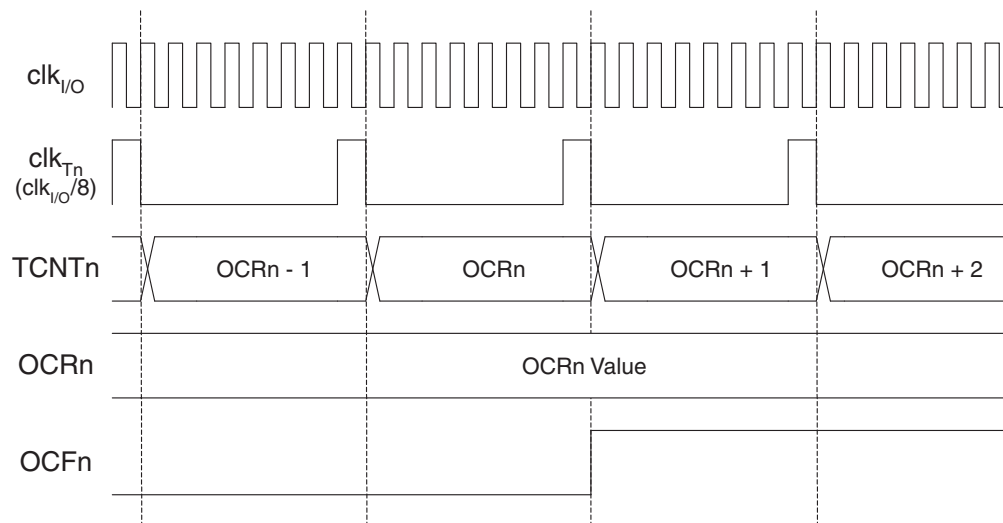 clkI/O
clkTn
(clkI/O/8)
TCNTn
OCRn - 1
OCRn
OCRn + 1
OCRn + 2
OCRn
OCRn Value
OCFn